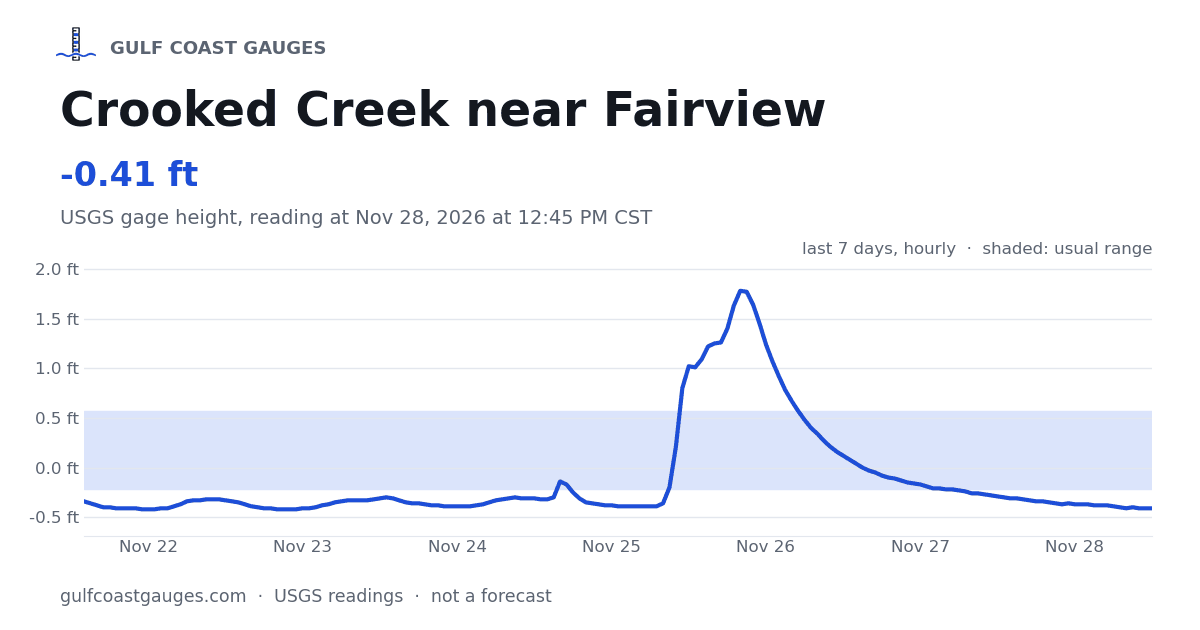 GULF COAST GAUGES
Crooked Creek near Fairview
-0.41 ft
USGS gage height, reading at Nov 28, 2026 at 12:45 PM CST
last 7 days, hourly · shaded: usual range
2.0 ft
1.5 ft
1.0 ft
0.5 ft
0.0 ft
-0.5 ft
Nov 22 Nov 23 Nov 24 Nov 25 Nov 26 Nov 27 Nov 28
gulfcoastgauges.com · USGS readings · not a forecast